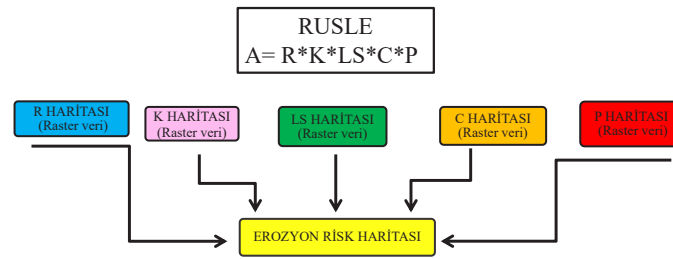 RUSLE
A= R*K*LS*C*P
R HARİTASI
(Raster veri)
K HARİTASI
(Raster veri)
LS HARİTASI
(Raster veri)
C HARİTASI
(Raster veri)
P HARİTASI
(Raster veri)
EROZYON RİSK HARİTASI